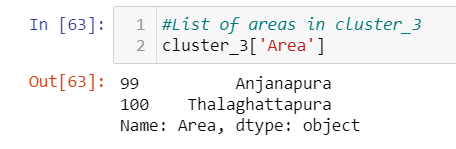 In [63]: 1 #List of areas in cluster_3
2 cluster_3['Area']
Out[63]: 99 Anjanapura
100 Thalaghattapura
Name: Area, dtype: object